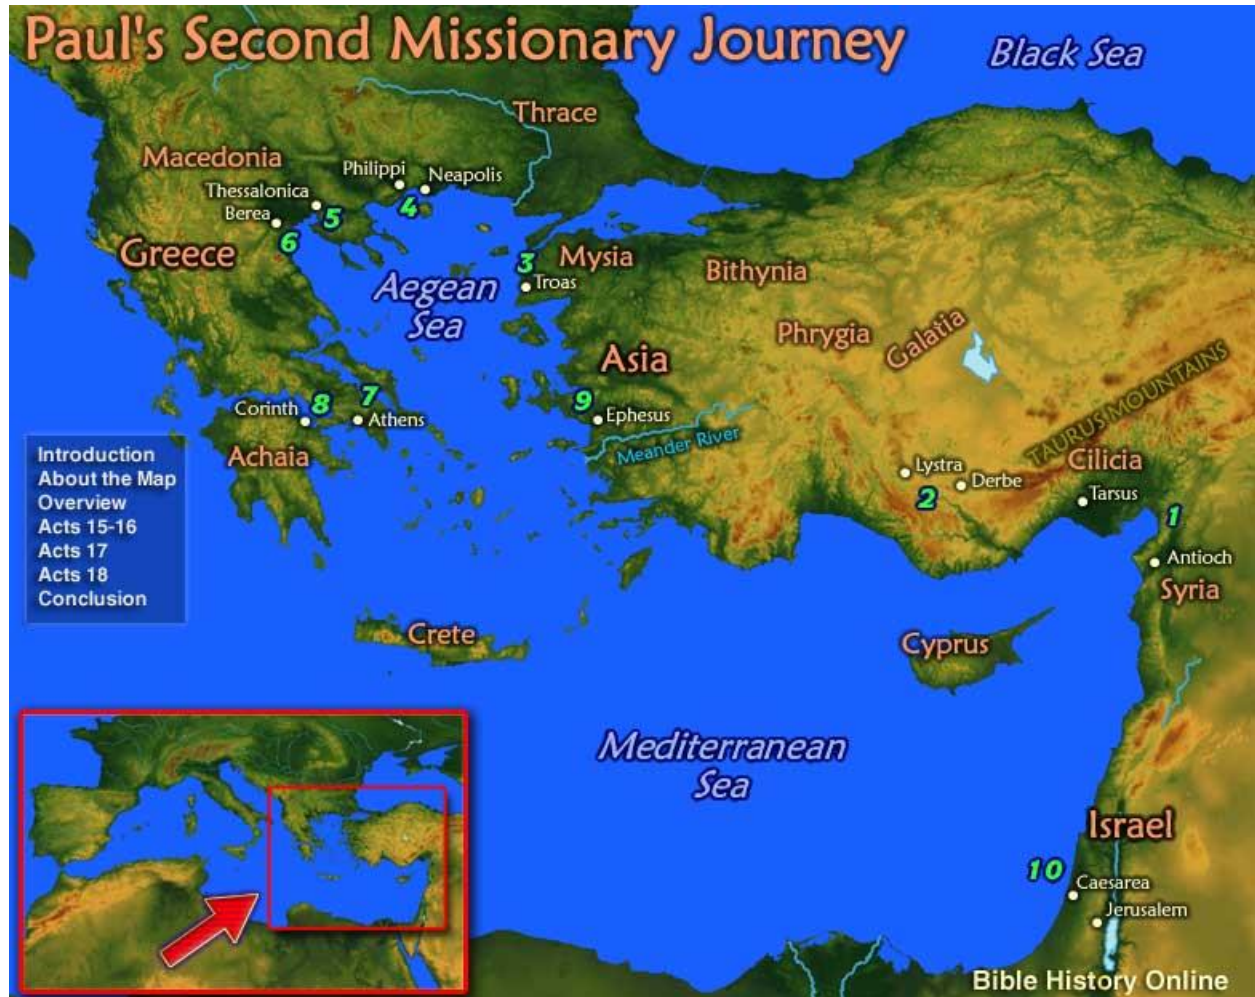 Paul's Second Missionary Journey
Black Sea
Thrace
Macedonia
Philippi
Neapolis
4
Thessalonica
5
Berea
6
Greece
Aegean
Sea
3
Troas
Mysia
Bithynia
Phrygia
Galatia
Asia
TAURUS MOUNTAINS
Corinth
8
7
Athens
Achaia
9
Ephesus
Meander River
Lystra
2
Derbe
Cilicia
Tarsus
1
Antioch
Syria
Introduction
About the Map
Overview
Acts 15-16
Acts 17
Acts 18
Conclusion
Crete
Cyprus
Mediterranean
Sea
Israel
10
Caesarea
Jerusalem
Bible History Online